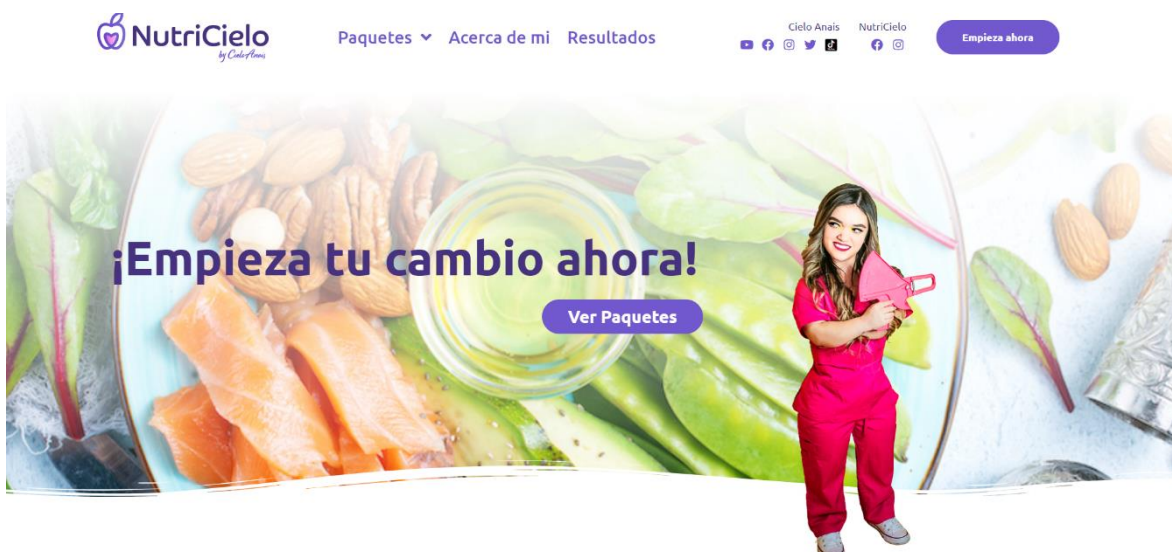 NutriCielo
by Cielo Anais
Paquetes
Acerca de mi
Resultados
Cielo Anais
NutriCielo
Empieza ahora
¡Empieza tu cambio ahora!
Ver Paquetes